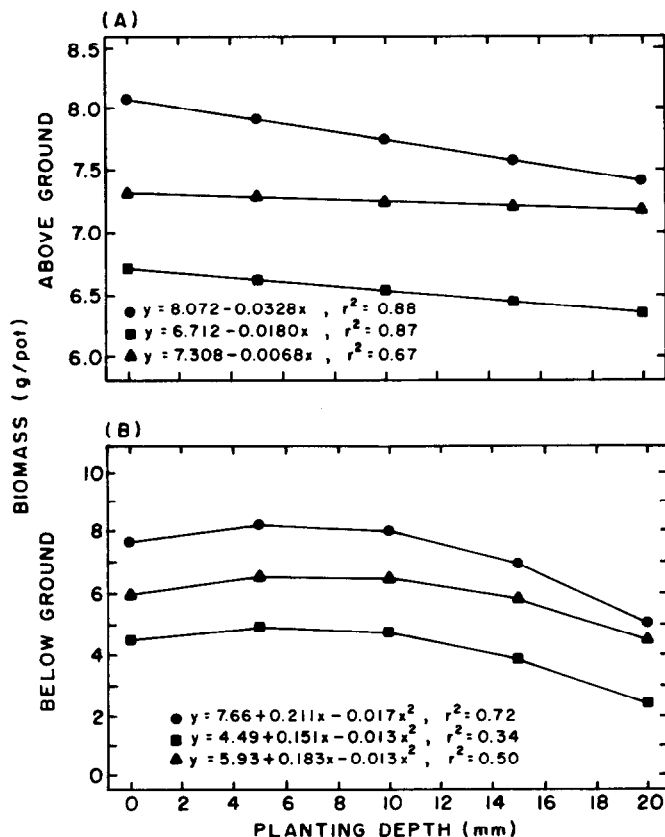 (A)
8.5
8.0
7.5
7.0
6.5
6.0
ABOVE GROUND
y = 8.072-0.0328x , r²= 0.88
y = 6.712-0.0180x , r²= 0.87
y = 7.308-0.0068x , r²= 0.67
BIOMASS (g/pot)
(B)
10
8
6
4
2
0
BELOW GROUND
y = 7.66+0.211x-0.017x² , r²=0.72
y = 4.49+0.151x-0.013x² , r²=0.34
y = 5.93+0.183x-0.013x² , r²=0.50
0 2 4 6 8 10 12 14 16 18 20
PLANTING DEPTH (mm)